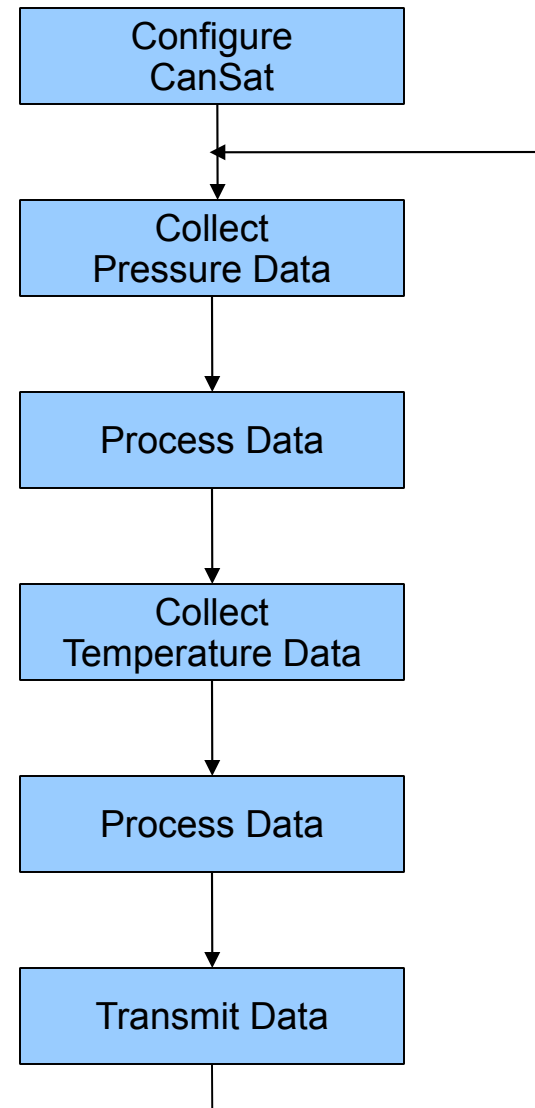 Configure
CanSat
Collect
Pressure Data
Process Data
Collect
Temperature Data
Process Data
Transmit Data